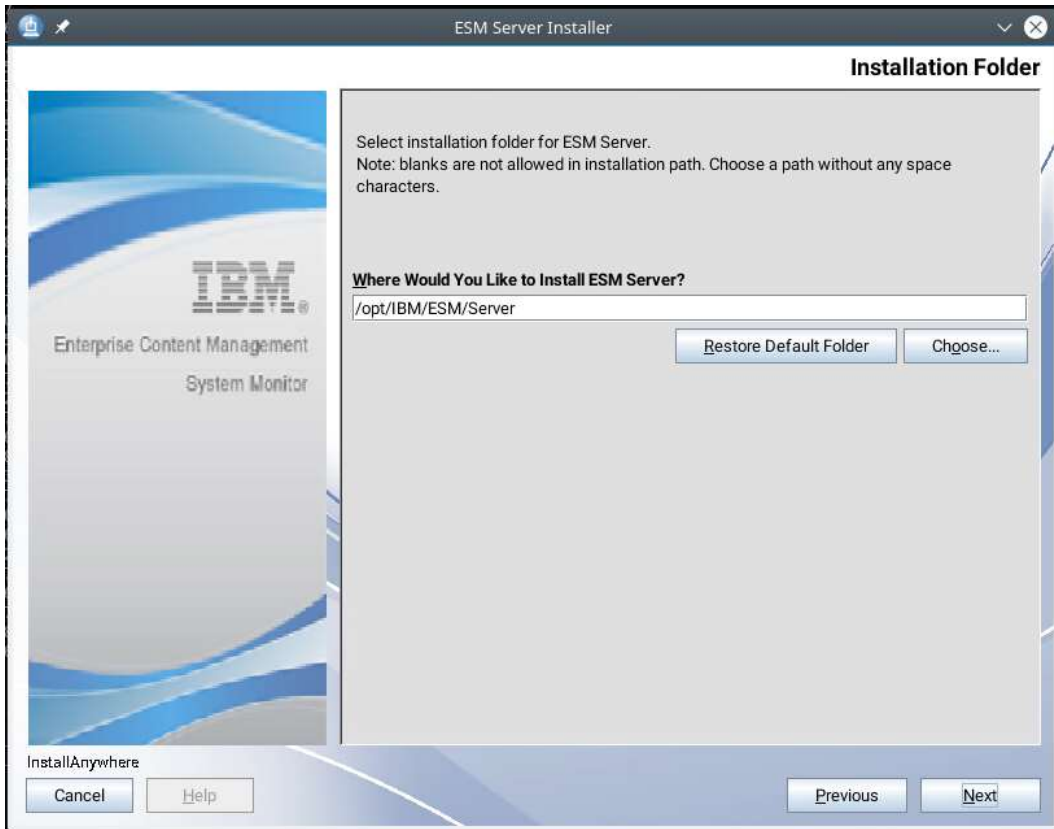 ESM Server Installer
Installation Folder
Select installation folder for ESM Server.
Note: blanks are not allowed in installation path. Choose a path without any space
characters.
IBM®
Enterprise Content Management
System Monitor
Where Would You Like to Install ESM Server?
/opt/IBM/ESM/Server
Restore Default Folder
Choose...
InstallAnywhere
Cancel
Help
Previous
Next